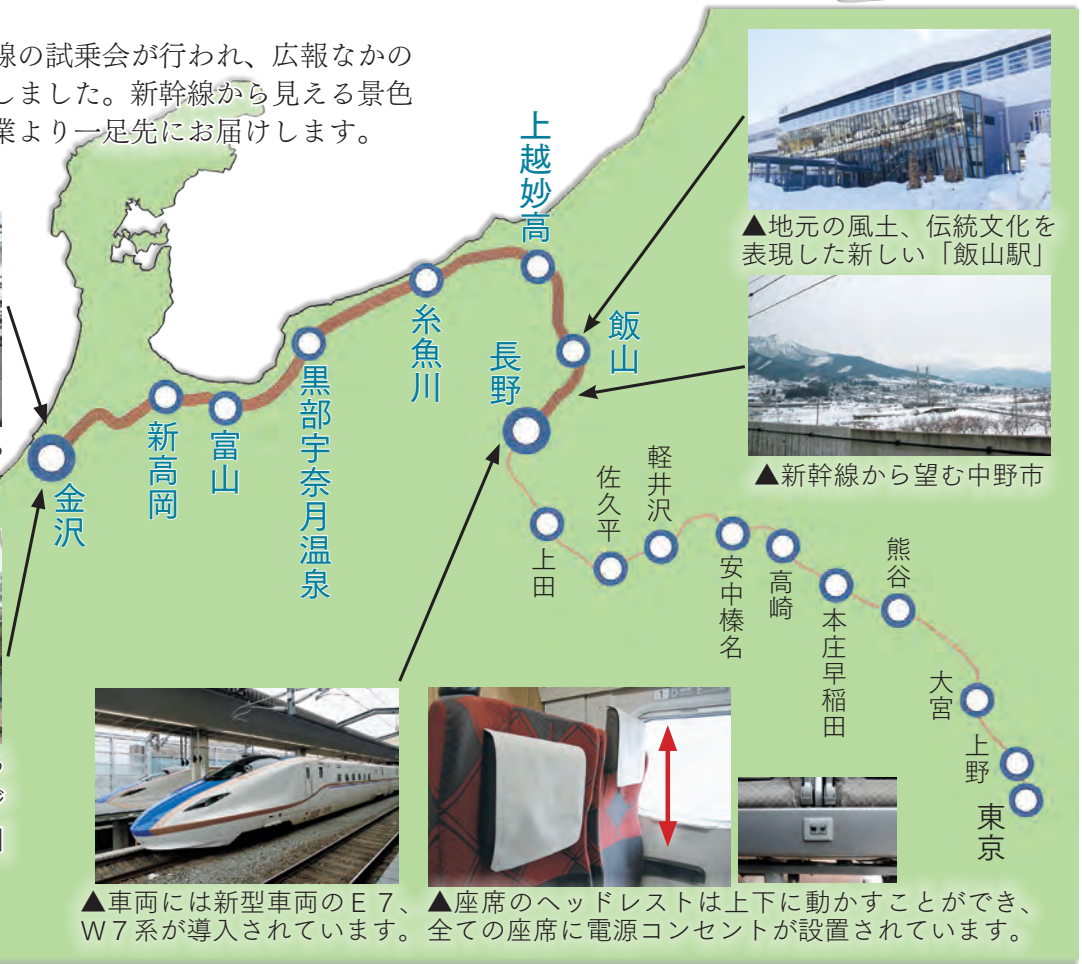 線の試乗会が行われ、広報なかの
しました。新幹線から見える景色
業より一足先にお届けします。
▲地元の風土、伝統文化を
表現した新しい「飯山駅」
▲新幹線から望む中野市
上越妙高
飯山
長野
糸魚川
黒部宇奈月温泉
富山
新高岡
金沢
上田
佐久平
軽井沢
安中榛名
高崎
本庄早稲田
熊谷
大宮
上野
東京
▲車両には新型車両のE7、
W7系が導入されています。
▲座席のヘッドレストは上下に動かすことができ、
全ての座席に電源コンセントが設置されています。